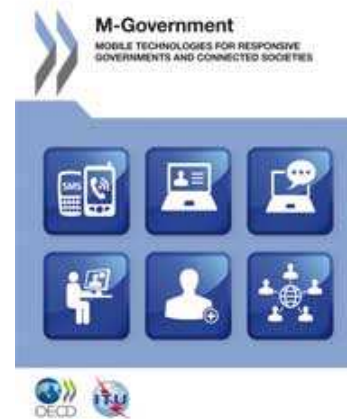 M-Government
MOBILE TECHNOLOGIES FOR RESPONSIVE
GOVERNMENTS AND CONNECTED SOCIETIES
SMS
OECD
ITU